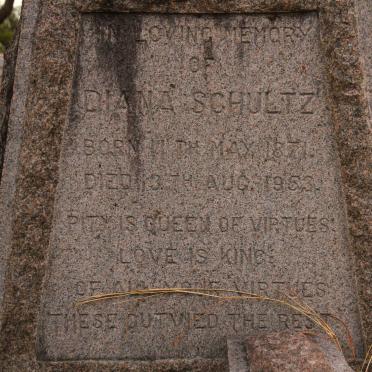 IN LOVING MEMORY
OF
DIANA SCHULTZ
BORN 11TH MAY, 1871.
DIED 13TH AUG, 1953.
PITY IS QUEEN OF VIRTUES
LOVE IS KING:
OF ALL THE VIRTUES
THESE OUTVIED THE REST.